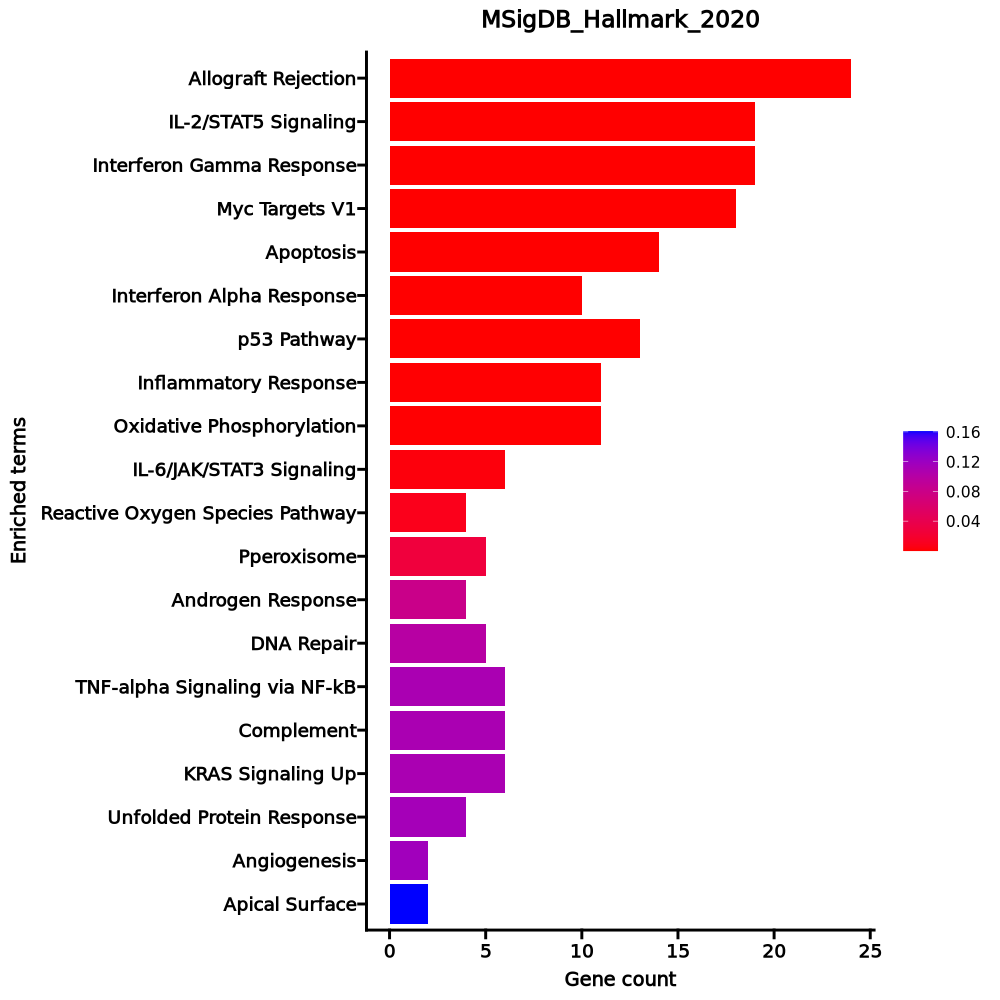 MSigDB_Hallmark_2020
Allograft Rejection
IL-2/STAT5 Signaling
Interferon Gamma Response
Myc Targets V1
Apoptosis
Interferon Alpha Response
p53 Pathway
Inflammatory Response
Oxidative Phosphorylation
IL-6/JAK/STAT3 Signaling
Reactive Oxygen Species Pathway
Pperoxisome
Androgen Response
DNA Repair
TNF-alpha Signaling via NF-kB
Complement
KRAS Signaling Up
Unfolded Protein Response
Angiogenesis
Apical Surface
Enriched terms
0 5 10 15 20 25
Gene count
0.16
0.12
0.08
0.04